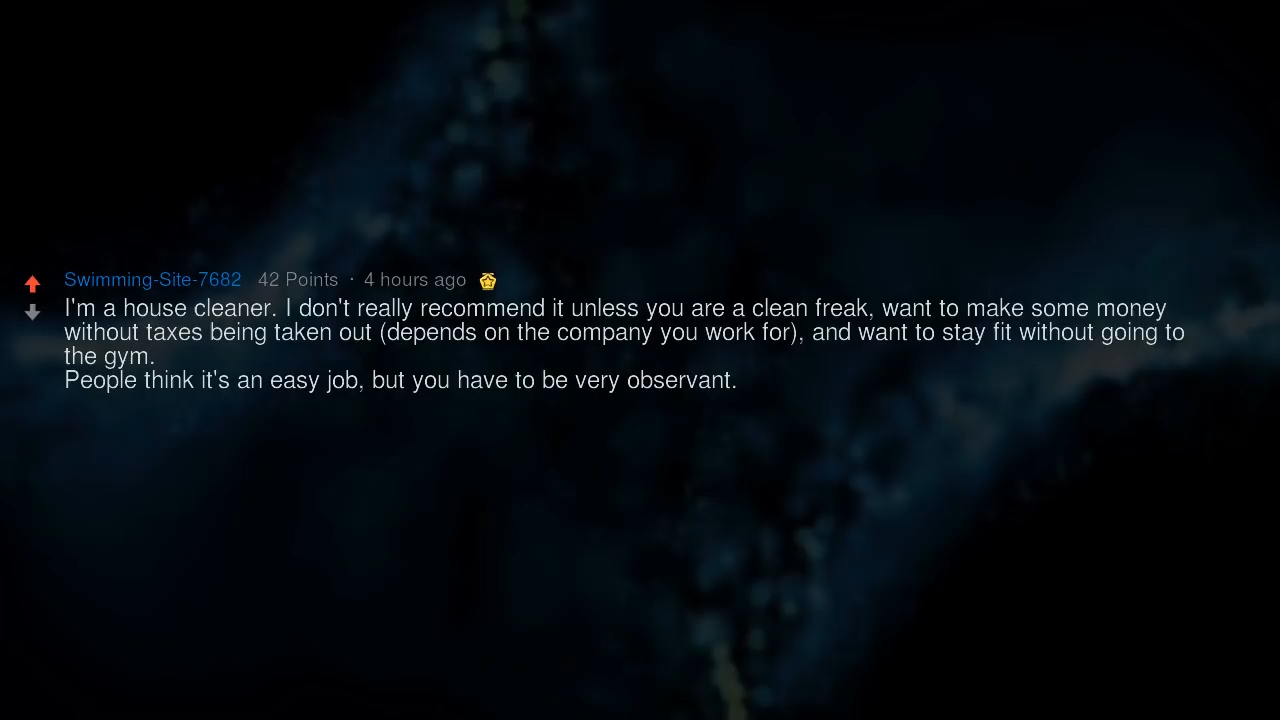 Swimming-Site-7682 42 Points · 4 hours ago
I'm a house cleaner. I don't really recommend it unless you are a clean freak, want to make some money
without taxes being taken out (depends on the company you work for), and want to stay fit without going to
the gym.
People think it's an easy job, but you have to be very observant.